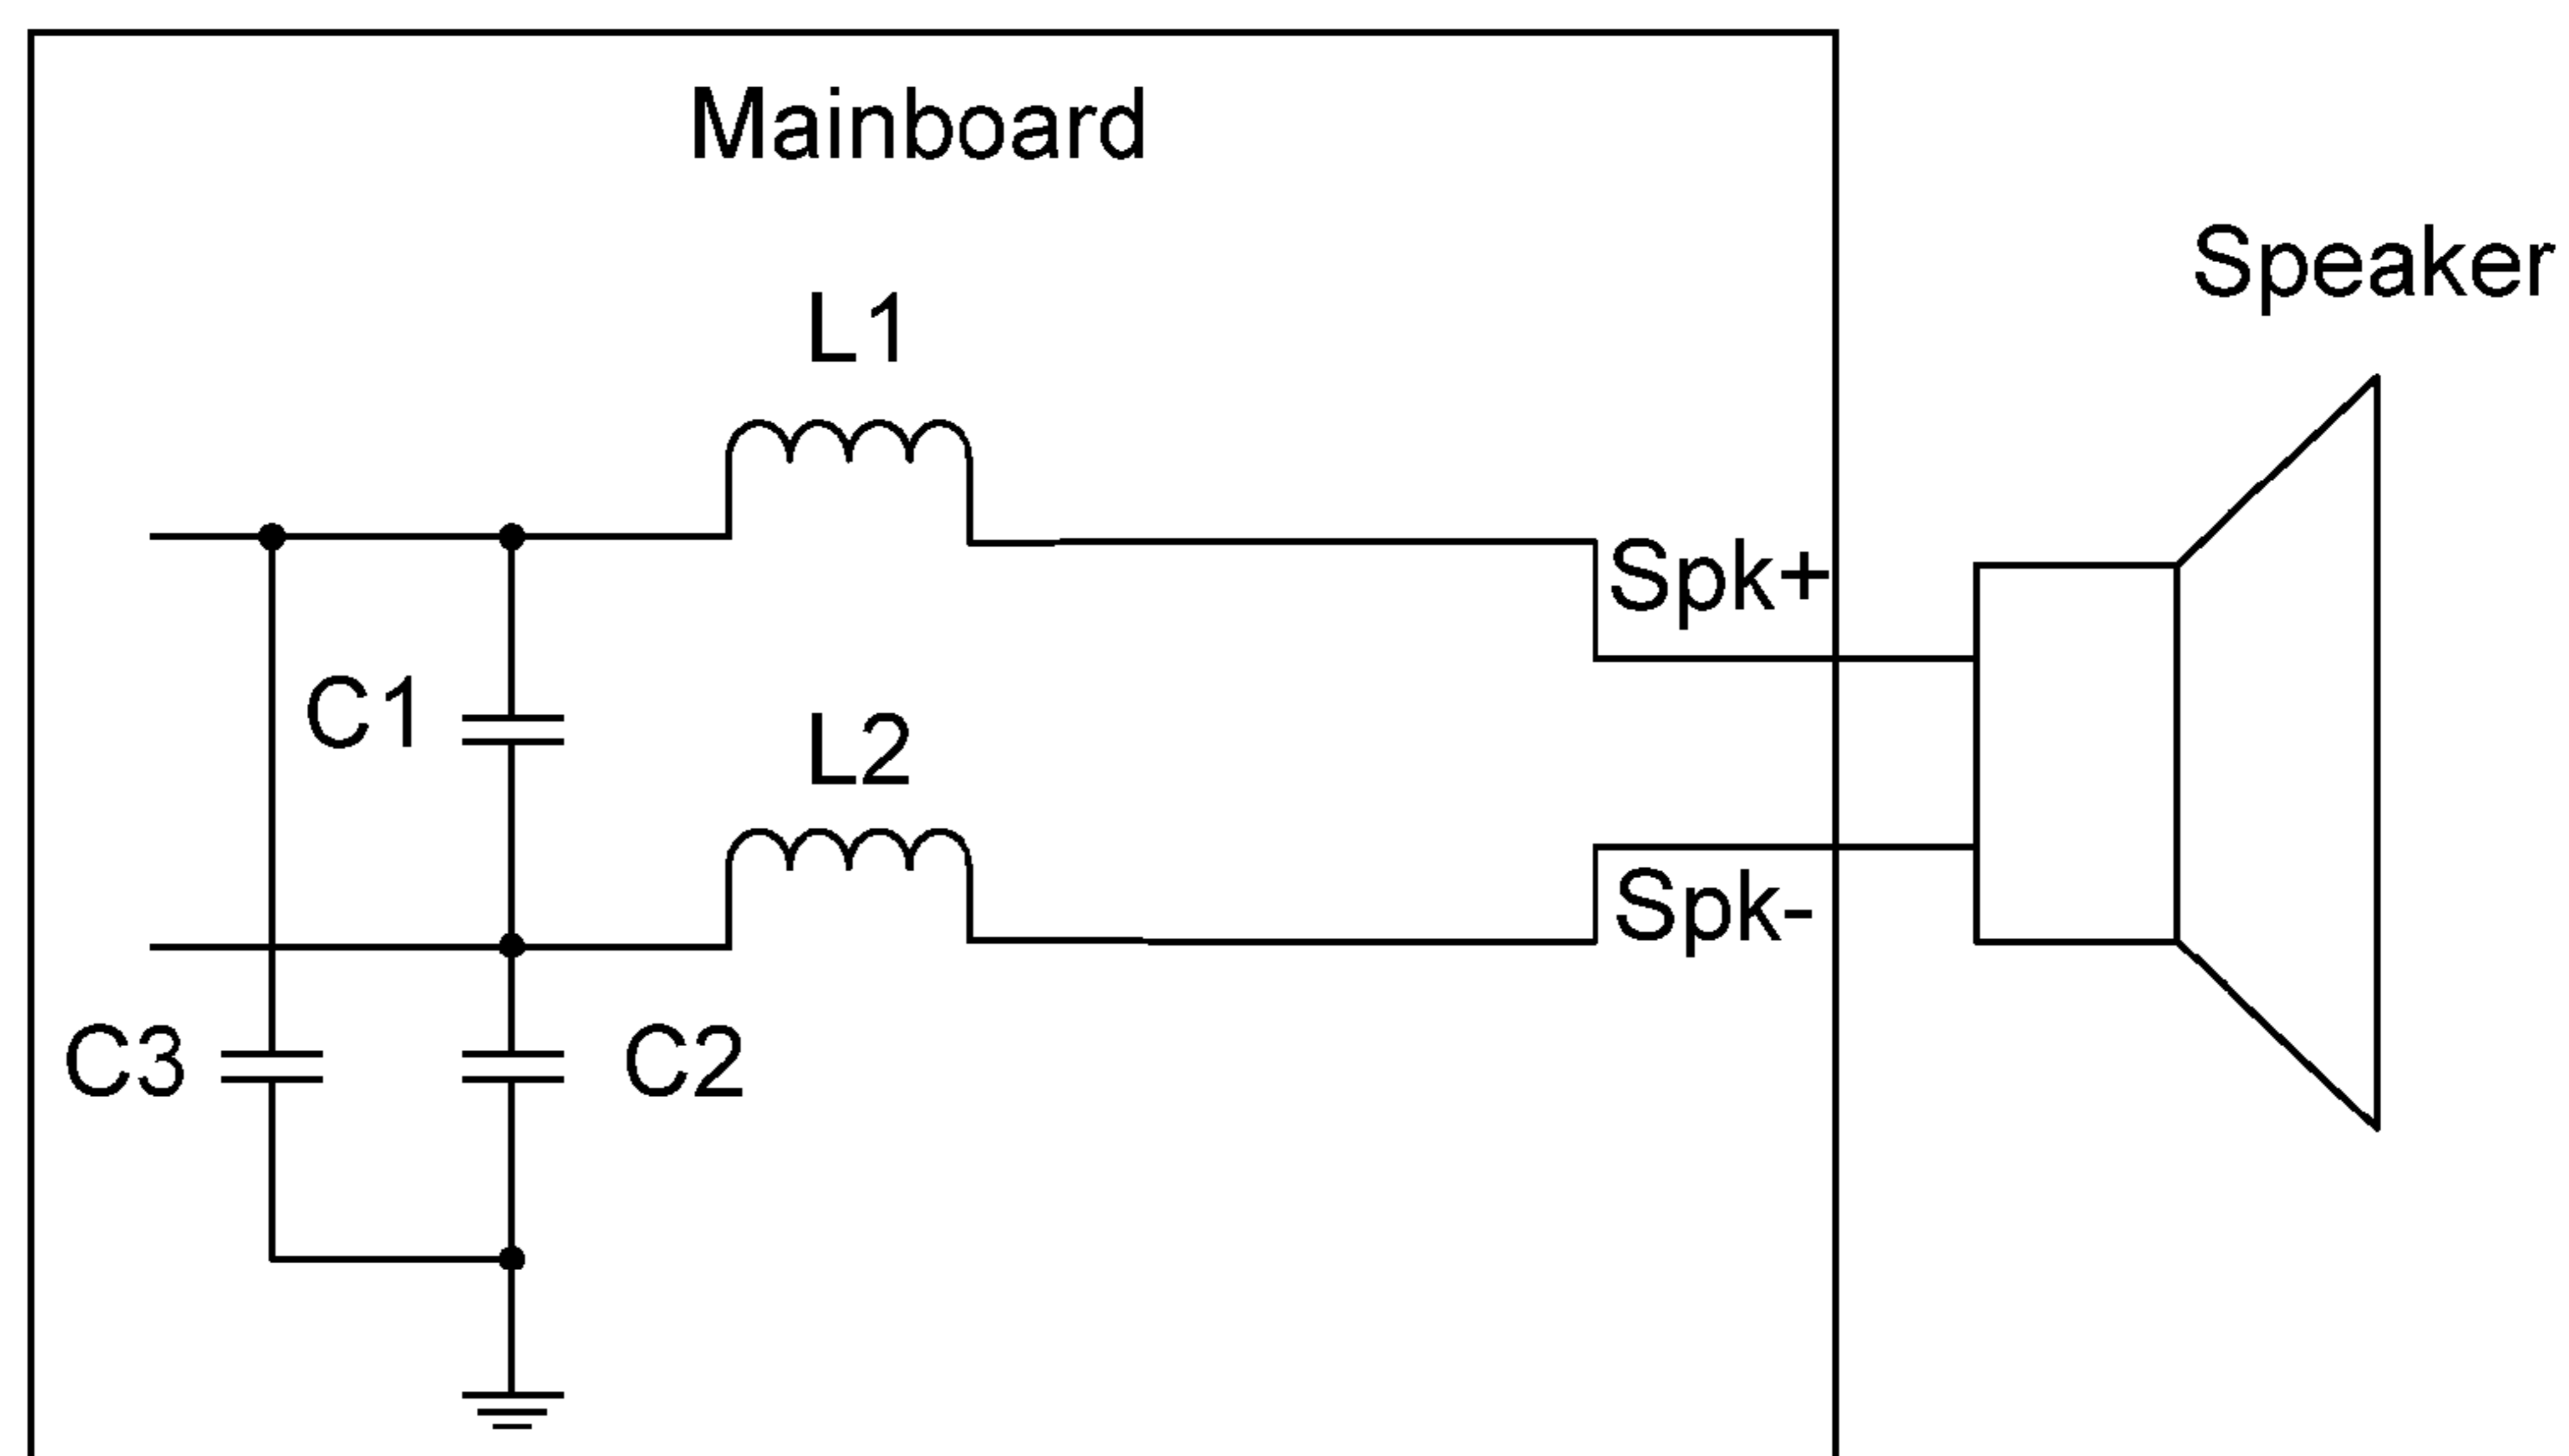 Mainboard
Speaker
L1
Spk+
C1
L2
Spk-
C3
C2